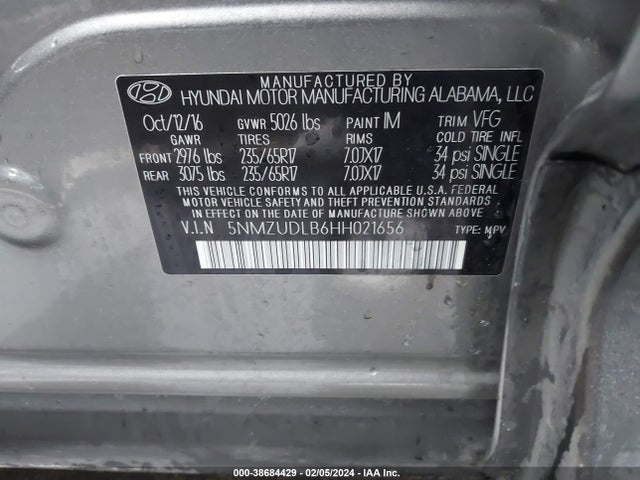 MANUFACTURED BY
HYUNDAI MOTOR MANUFACTURING ALABAMA, LLC
Oct/12/16 GVWR 5026 lbs PAINT IM TRIM VFG
GAWR TIRES RIMS COLD TIRE INFL
FRONT 2976 lbs 235/65R17 7.0JX17 34 psi SINGLE
REAR 3075 lbs 235/65R17 7.0JX17 34 psi SINGLE
THIS VEHICLE CONFORMS TO ALL APPLICABLE U.S.A. FEDERAL
MOTOR VEHICLE SAFETY AND THEFT PREVENTION
STANDARDS IN EFFECT ON THE DATE OF MANUFACTURE SHOWN ABOVE.
V.I.N 5NMZUDLB6HH021656 TYPE: MPV
000-38684429 - 02/05/2024 - IAA Inc.